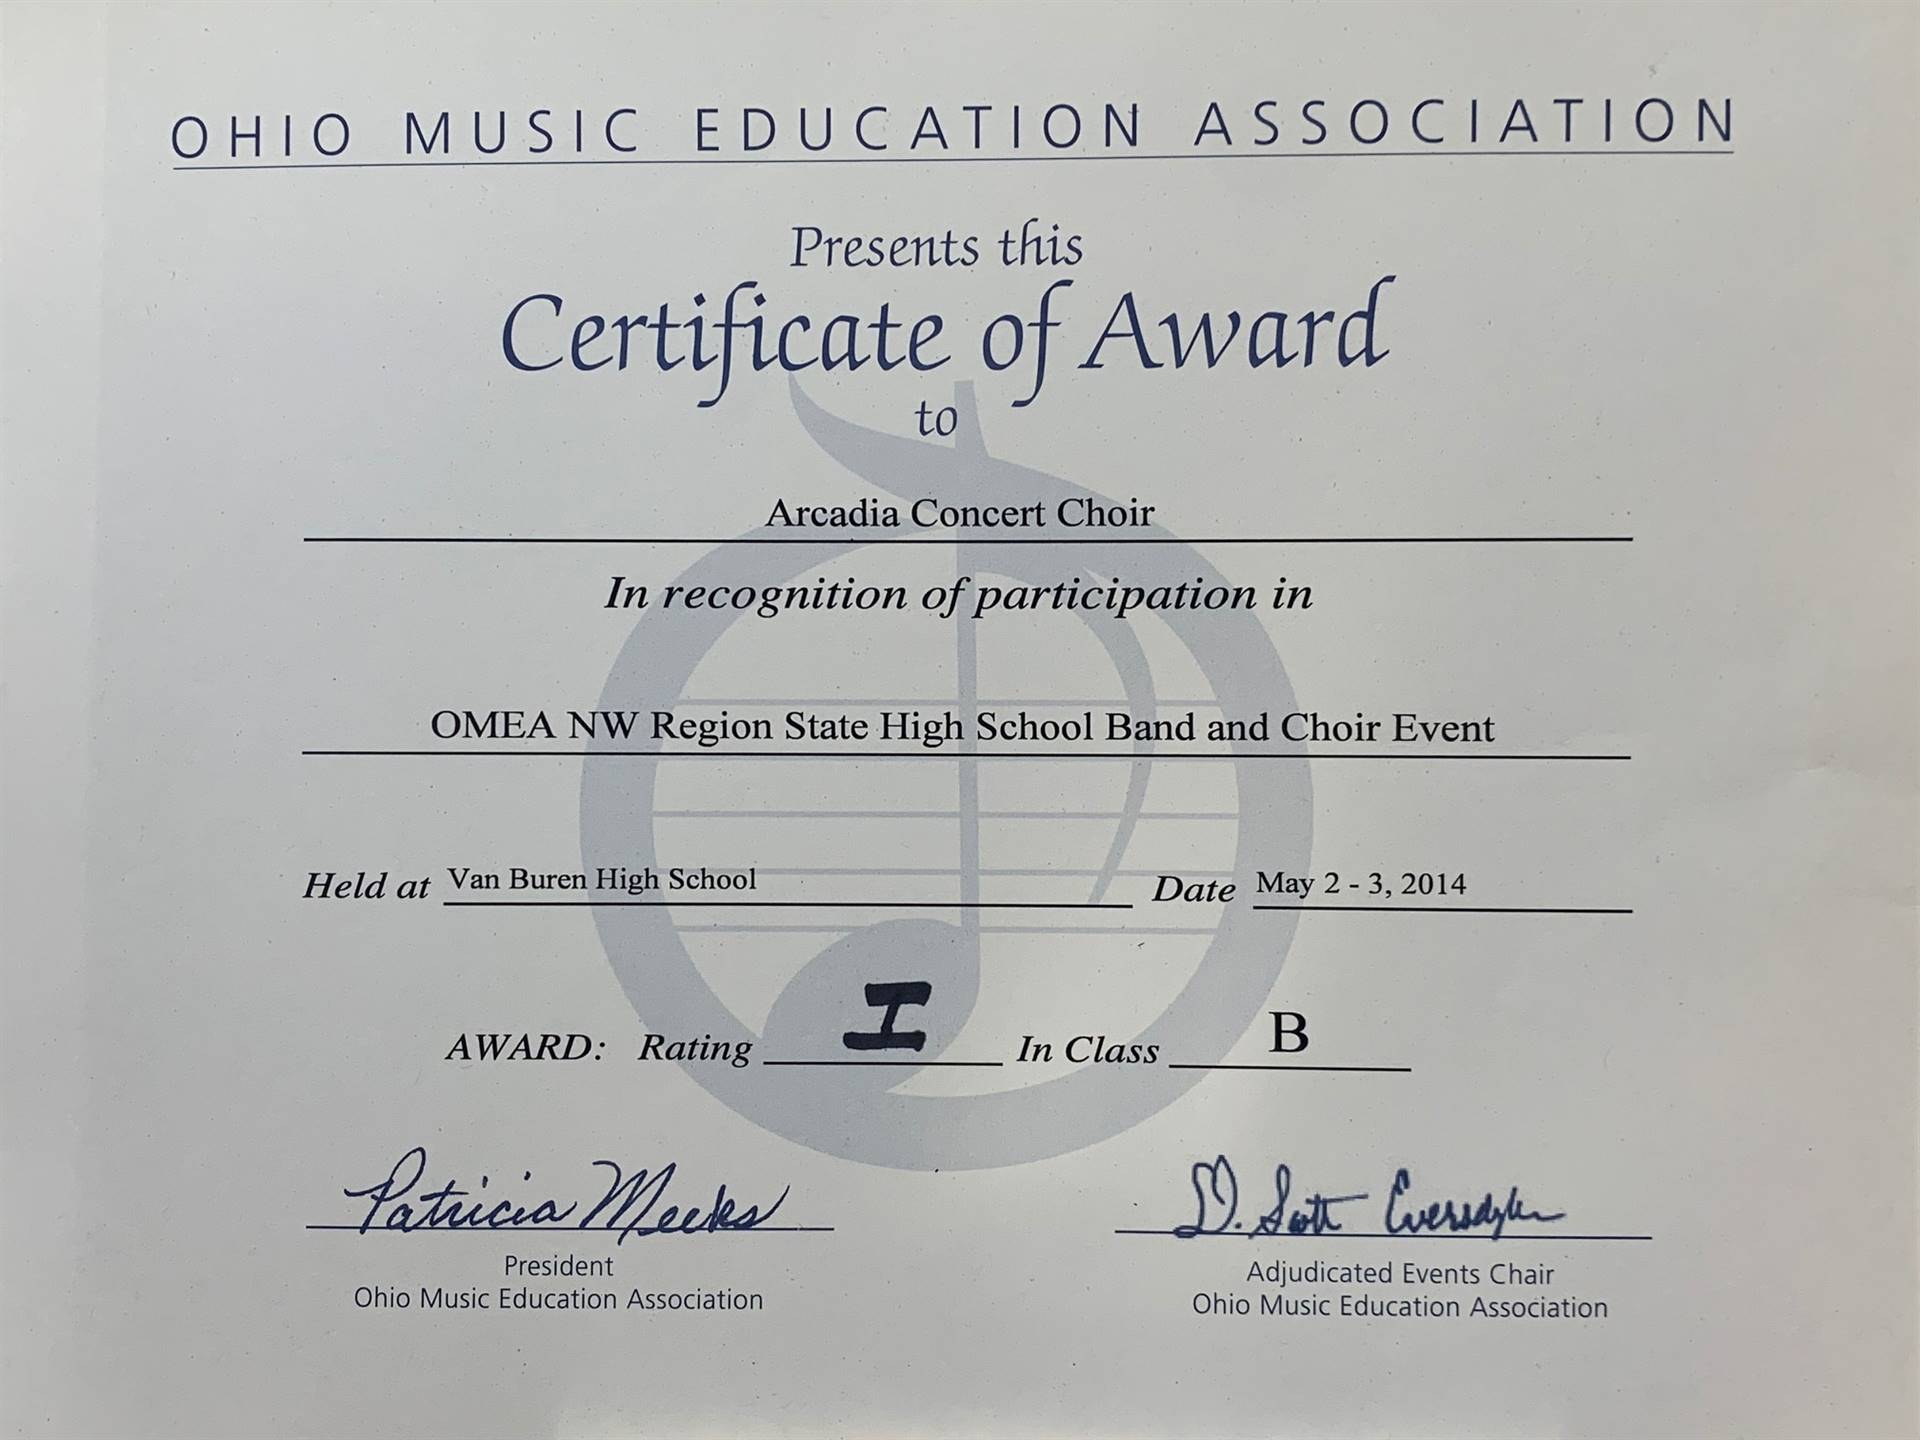 OHIO MUSIC EDUCATION ASSOCIATION
Presents this
Certificate of Award
to
Arcadia Concert Choir
In recognition of participation in
OMEA NW Region State High School Band and Choir Event
Held at Van Buren High School Date May 2 - 3, 2014
AWARD: Rating I In Class B
Patricia Meeks
D. Scott Eversdyke
President
Ohio Music Education Association
Adjudicated Events Chair
Ohio Music Education Association